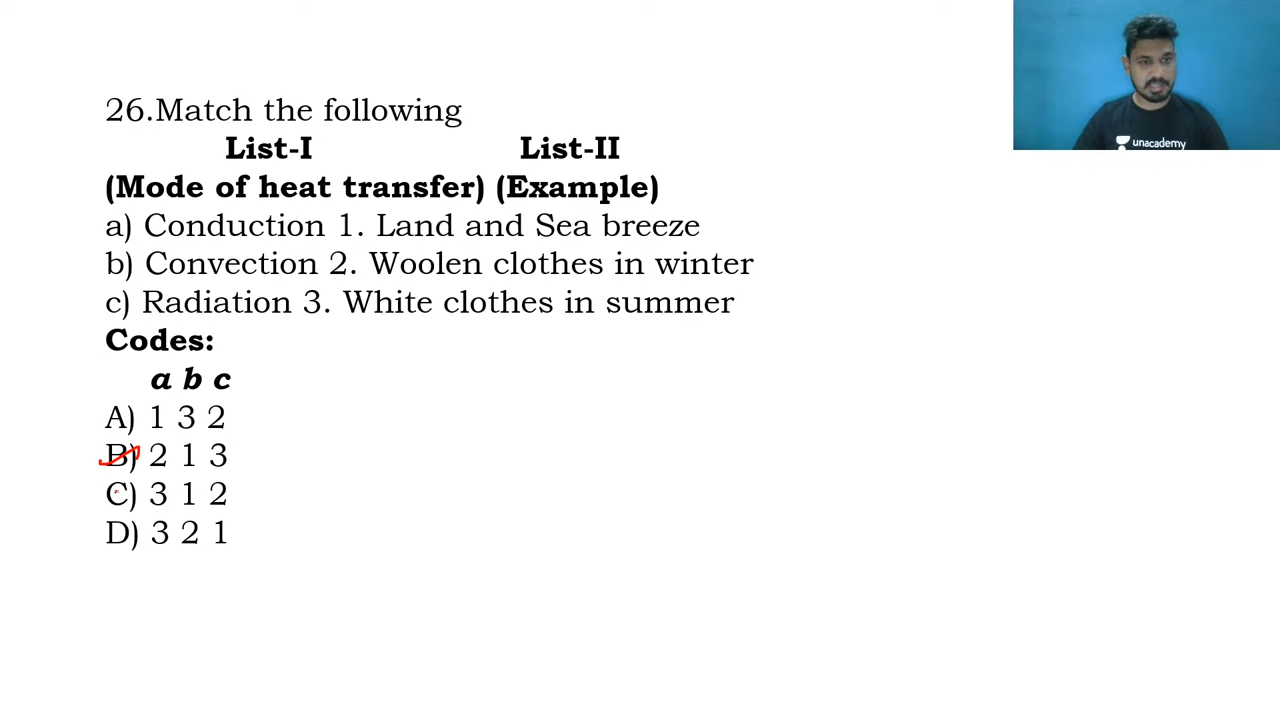 26.Match the following
List-I List-II
(Mode of heat transfer) (Example)
a) Conduction 1. Land and Sea breeze
b) Convection 2. Woolen clothes in winter
c) Radiation 3. White clothes in summer
Codes:
a b c
A) 1 3 2
B) 2 1 3
C) 3 1 2
D) 3 2 1
unacademy